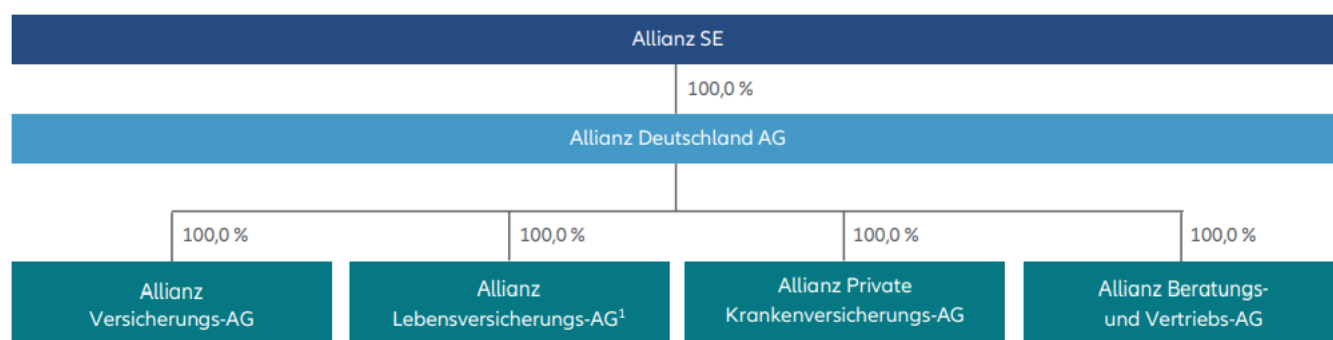 Allianz SE
100,0 %
Allianz Deutschland AG
100,0 %
100,0 %
100,0 %
100,0 %
Allianz
Versicherungs-AG
Allianz
Lebensversicherungs-AG¹
Allianz Private
Krankenversicherungs-AG
Allianz Beratungs-
und Vertriebs-AG